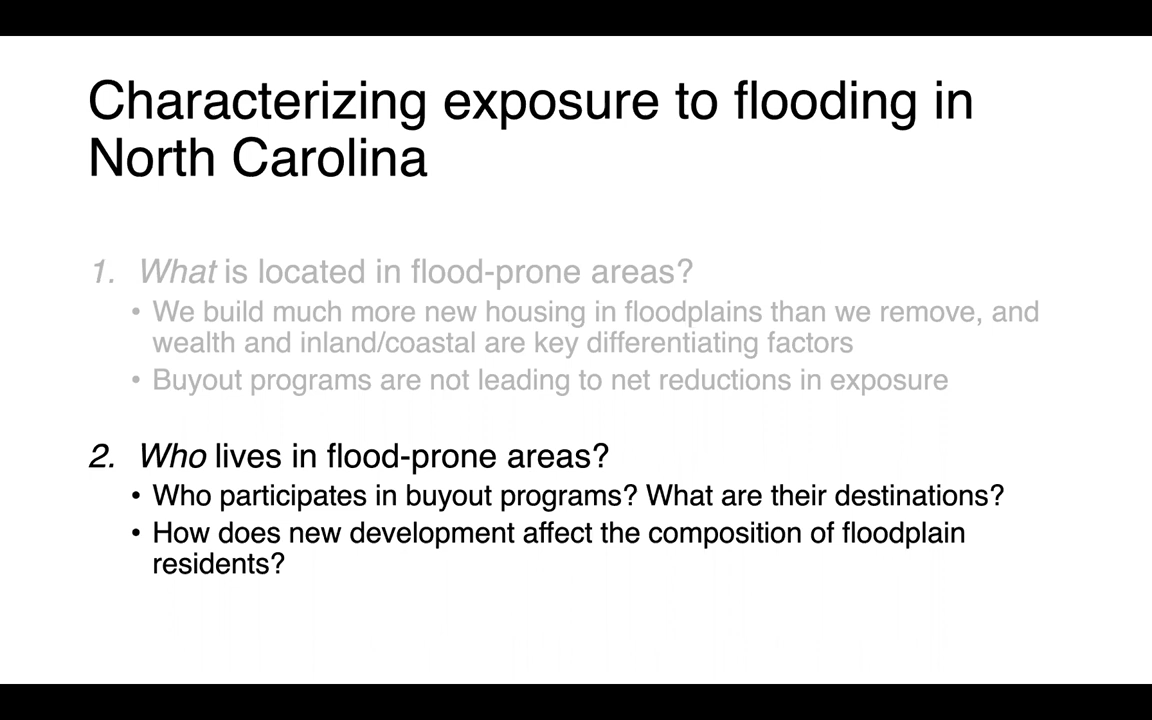 Characterizing exposure to flooding in
North Carolina
1. What is located in flood-prone areas?
• We build much more new housing in floodplains than we remove, and
wealth and inland/coastal are key differentiating factors
• Buyout programs are not leading to net reductions in exposure
2. Who lives in flood-prone areas?
• Who participates in buyout programs? What are their destinations?
• How does new development affect the composition of floodplain
residents?